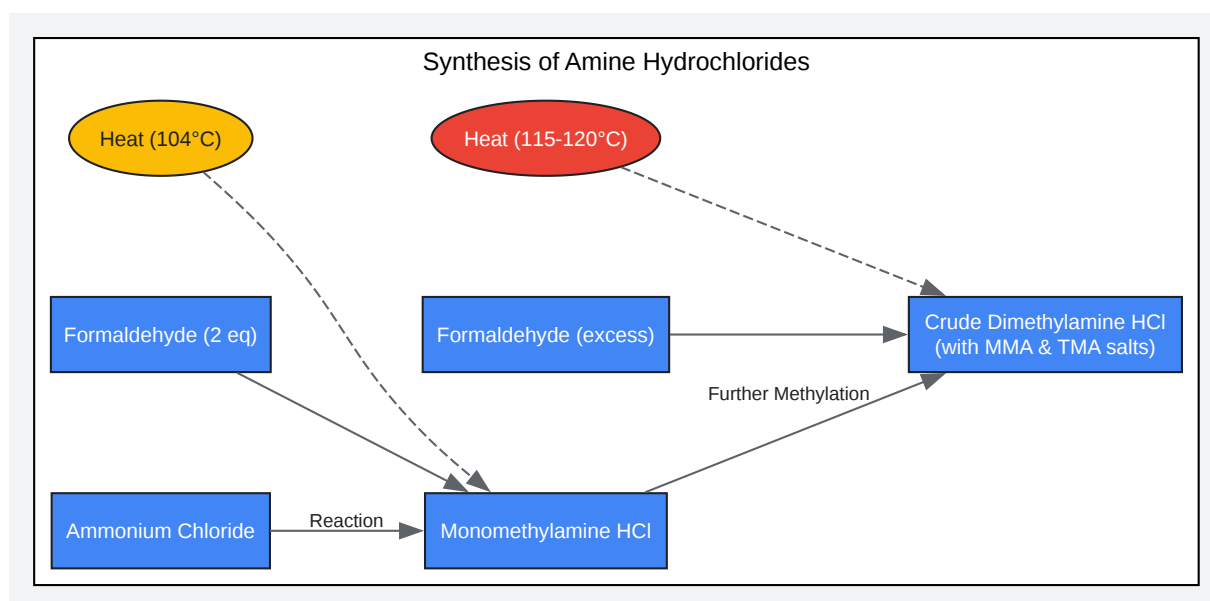 Synthesis of Amine Hydrochlorides
Heat (104°C)
Heat (115-120°C)
Formaldehyde (2 eq)
Formaldehyde (excess)
Crude Dimethylamine HCl
(with MMA & TMA salts)
Further Methylation
Ammonium Chloride
Reaction
Monomethylamine HCl